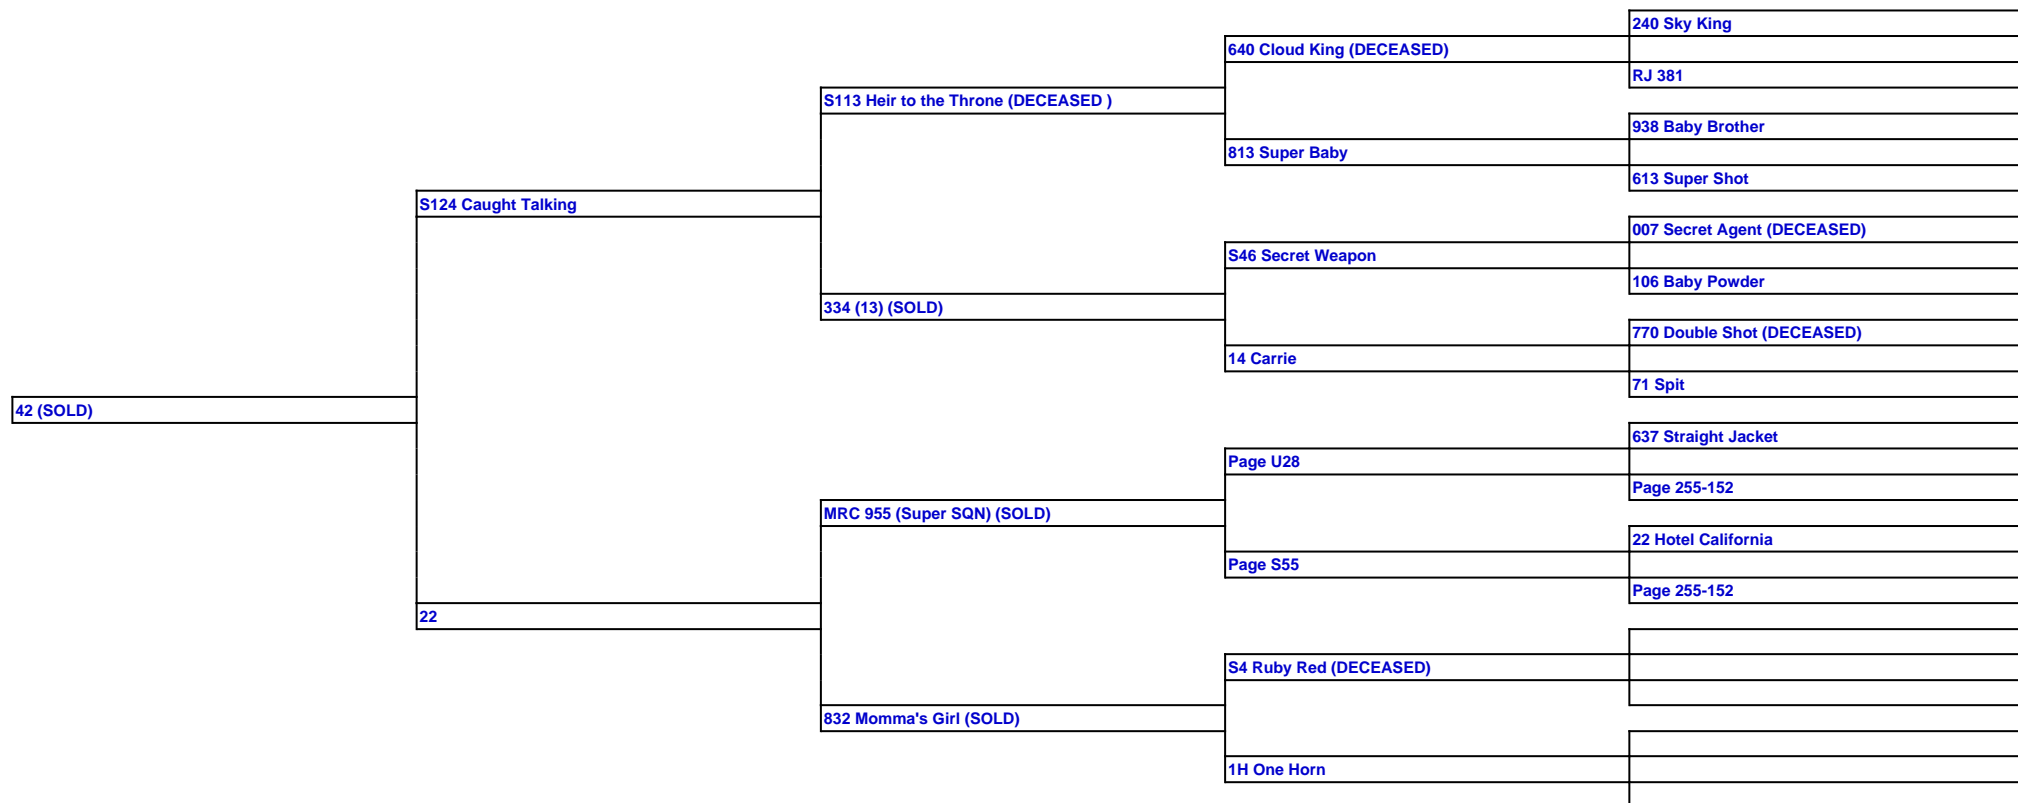 240 Sky King
640 Cloud King (DECEASED)
RJ 381
S113 Heir to the Throne (DECEASED )
938 Baby Brother
813 Super Baby
613 Super Shot
S124 Caught Talking
007 Secret Agent (DECEASED)
S46 Secret Weapon
106 Baby Powder
334 (13) (SOLD)
770 Double Shot (DECEASED)
14 Carrie
71 Spit
42 (SOLD)
637 Straight Jacket
Page U28
Page 255-152
MRC 955 (Super SQN) (SOLD)
22 Hotel California
Page S55
Page 255-152
22
S4 Ruby Red (DECEASED)
832 Momma's Girl (SOLD)
1H One Horn